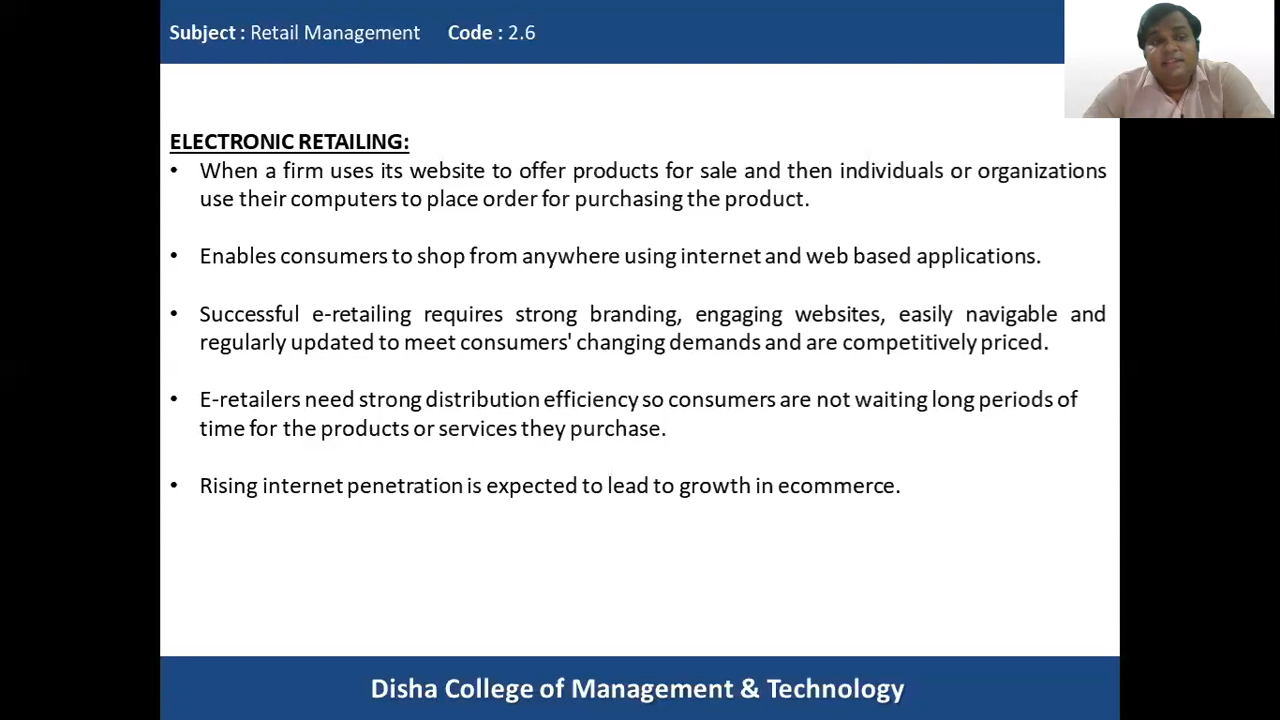 Subject : Retail Management Code : 2.6
ELECTRONIC RETAILING:
• When a firm uses its website to offer products for sale and then individuals or organizations
use their computers to place order for purchasing the product.
• Enables consumers to shop from anywhere using internet and web based applications.
• Successful e-retailing requires strong branding, engaging websites, easily navigable and
regularly updated to meet consumers' changing demands and are competitively priced.
• E-retailers need strong distribution efficiency so consumers are not waiting long periods of
time for the products or services they purchase.
• Rising internet penetration is expected to lead to growth in ecommerce.
Disha College of Management & Technology